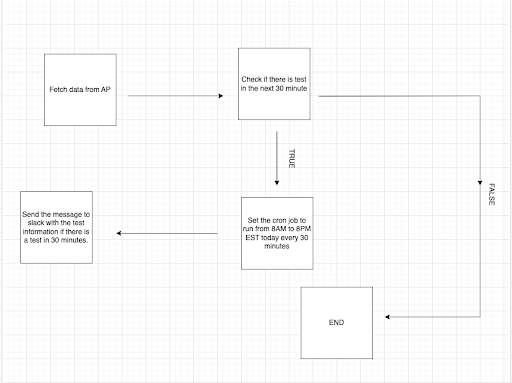 Fetch data from AP
Check if there is test
in the next 30 minute
TRUE
FALSE
Send the message to
slack with the test
information if there is
a test in 30 minutes.
Set the cron job to
run from 8AM to 8PM
EST today every 30
minutes
END